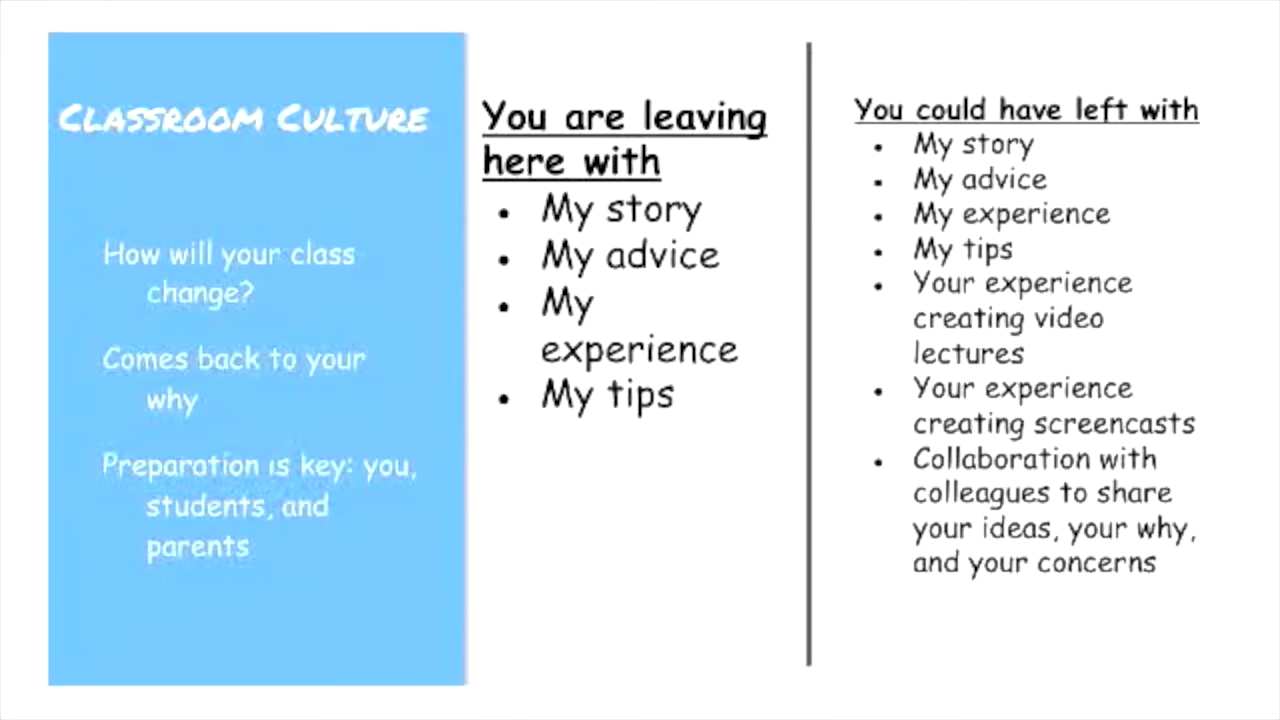 Classroom Culture
How will your class
change?
Comes back to your
why
Preparation is key: you,
students, and
parents
You are leaving
here with
• My story
• My advice
• My
experience
• My tips
You could have left with
• My story
• My advice
• My experience
• My tips
• Your experience
creating video
lectures
• Your experience
creating screencasts
• Collaboration with
colleagues to share
your ideas, your why,
and your concerns